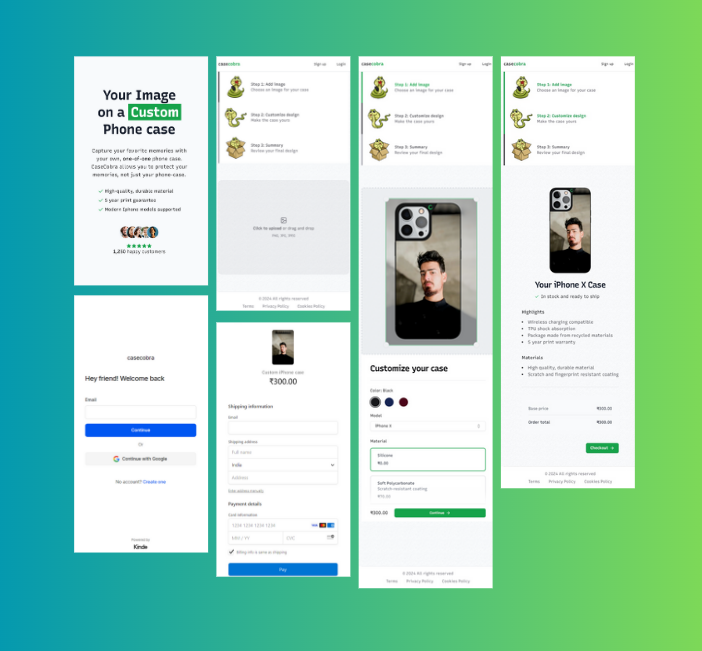 Your Image
on a Custom
Phone case
Capture your favorite memories with
your own, one-of-one phone case.
CaseCobra allows you to protect your
memories, not just your phone-case.
High-quality, durable material
5 year print guarantee
Modern Iphone models supported
1,250 happy customers
casecobra
Hey friend! Welcome back
Email
Continue
Or
Continue with Google
No account? Create one
Powered by
Kinde
casecobra
Sign up
Login
Step 1: Add image
Choose an image for your case
Step 2: Customize design
Make the case yours
Step 3: Summary
Review your final design
Click to upload or drag and drop
PNG, JPG, JPEG
© 2024 All rights reserved
Terms
Privacy Policy
Cookies Policy
Custom iPhone case
₹300.00
Shipping information
Email
Shipping address
Full name
India
Address
Enter address manually
Payment details
Card information
1234 1234 1234 1234
VISA
MM / YY
CVC
Billing info is same as shipping
Pay
casecobra
Sign up
Login
Step 1: Add image
Choose an image for your case
Step 2: Customize design
Make the case yours
Step 3: Summary
Review your final design
Customize your case
Color: Black
Model
iPhone X
Material
Silicone
₹0.00
Soft Polycarbonate
Scratch-resistant coating
₹300.00
Continue
© 2024 All rights reserved
Terms
Privacy Policy
Cookies Policy
casecobra
Sign up
Login
Step 1: Add image
Choose an image for your case
Step 2: Customize design
Make the case yours
Step 3: Summary
Review your final design
Your iPhone X Case
In stock and ready to ship
Highlights
Wireless charging compatible
TPU shock absorption
Package made from recycled materials
5 year print warranty
Materials
High-quality, durable material
Scratch and fingerprint resistant coating
Base price
₹300.00
Order total
₹300.00
Checkout
© 2024 All rights reserved
Terms
Privacy Policy
Cookies Policy